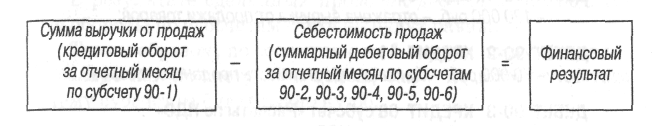 Сумма выручки от продаж
(кредитовый оборот
за отчетный месяц
по субсчету 90-1)
–
Себестоимость продаж
(суммарный дебетовый оборот
за отчетный месяц по субсчетам
90-2, 90-3, 90-4, 90-5, 90-6)
=
Финансовый
результат